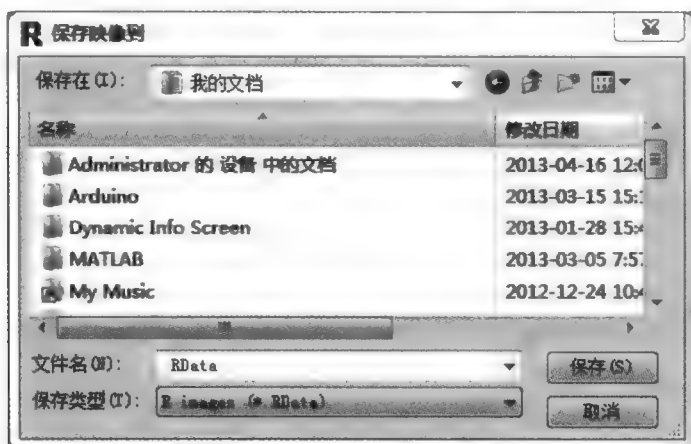 R 保存映像到
保存在(I): 我的文档
名称 修改日期
Administrator 的 设备 中的文档 2013-04-16 12:
Arduino 2013-03-15 15:
Dynamic Info Screen 2013-01-28 15:
MATLAB 2013-03-05 7:57
My Music 2012-12-24 10:
文件名(N): RData 保存(S)
保存类型(T): R images (*.RData) 取消